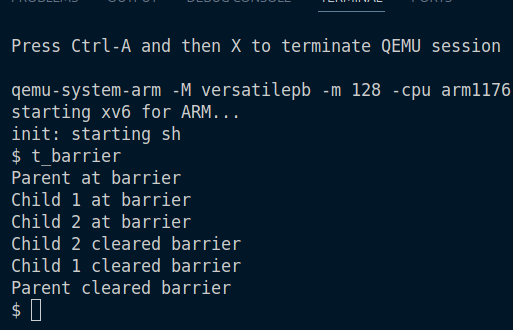 PROBLEMS OUTPUT DEBUG CONSOLE TERMINAL PORTS
Press Ctrl-A and then X to terminate QEMU session
qemu-system-arm -M versatilepb -m 128 -cpu arm1176
starting xv6 for ARM...
init: starting sh
$ t_barrier
Parent at barrier
Child 1 at barrier
Child 2 at barrier
Child 2 cleared barrier
Child 1 cleared barrier
Parent cleared barrier
$